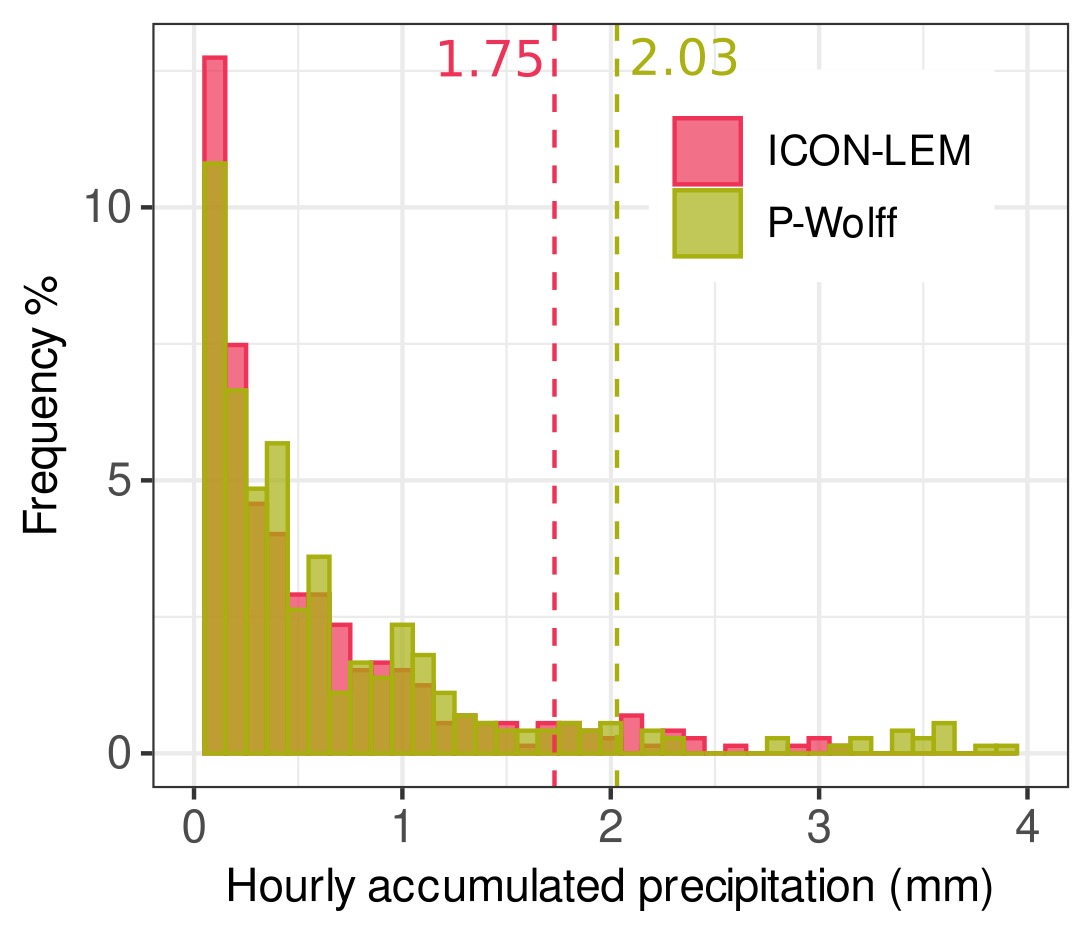 1.75 2.03
ICON-LEM
P-Wolff
10
5
0
Frequency %
0 1 2 3 4
Hourly accumulated precipitation (mm)